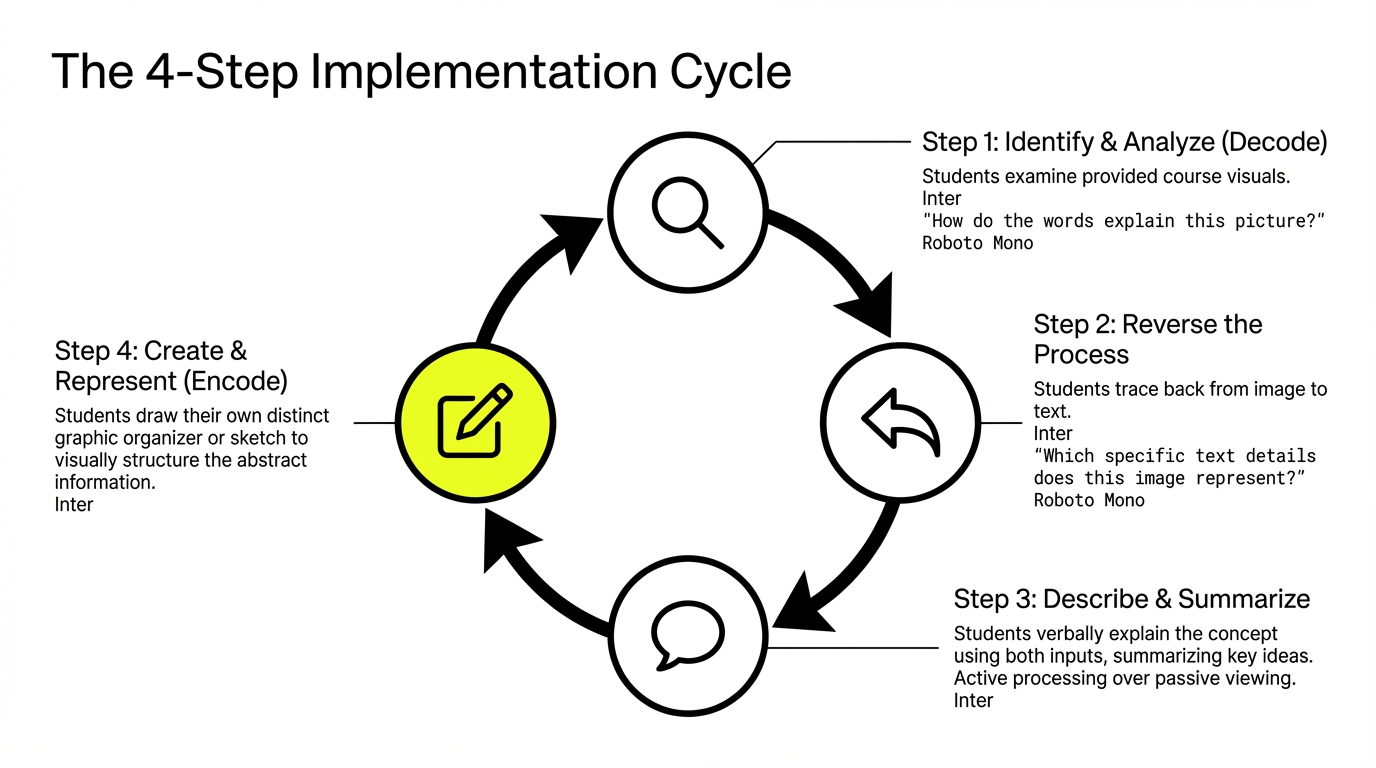 The 4-Step Implementation Cycle
Step 1: Identify & Analyze (Decode)
Students examine provided course visuals.
Inter
"How do the words explain this picture?"
Roboto Mono
Step 2: Reverse the
Process
Students trace back from image to
text.
Inter
"Which specific text details
does this image represent?"
Roboto Mono
Step 3: Describe & Summarize
Students verbally explain the concept
using both inputs, summarizing key ideas.
Active processing over passive viewing.
Inter
Step 4: Create &
Represent (Encode)
Students draw their own distinct
graphic organizer or sketch to
visually structure the abstract
information.
Inter